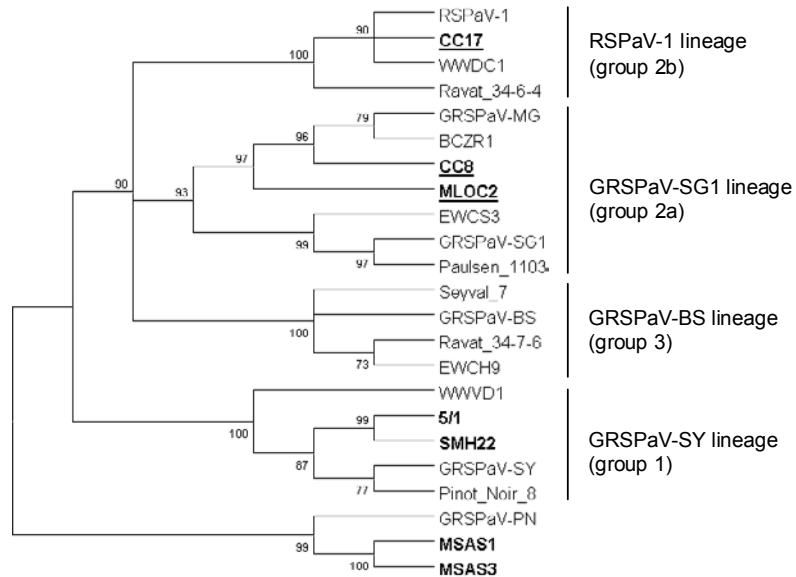 RSPaV-1
CC17
WWDC1
Ravat_34-6-4
90
100
RSPaV-1 lineage
(group 2b)
GRSPaV-MG
BCZR1
CC8
MLOC2
EWCS3
GRSPaV-SG1
Paulsen_1103
79
96
97
93
90
99
97
GRSPaV-SG1 lineage
(group 2a)
Seyval_7
GRSPaV-BS
Ravat_34-7-6
EWCH9
100
73
GRSPaV-BS lineage
(group 3)
WWVD1
5/1
SMH22
GRSPaV-SY
Pinot_Noir_8
99
100
87
77
GRSPaV-SY lineage
(group 1)
GRSPaV-PN
MSAS1
MSAS3
99
100